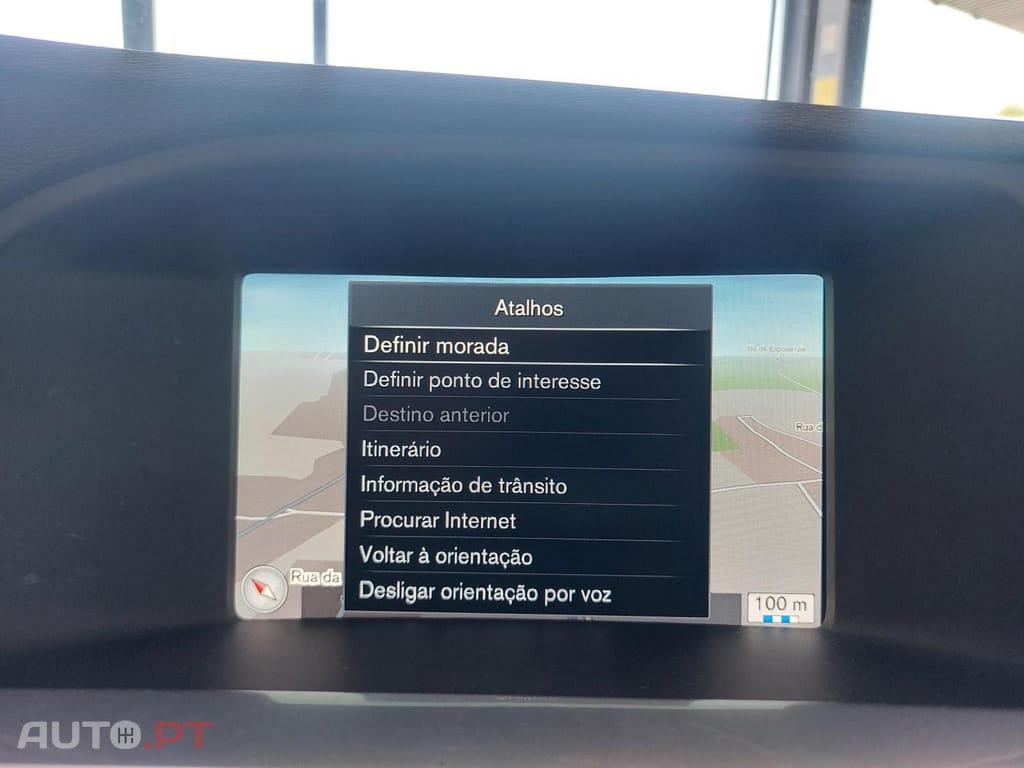 Atalhos
Definir morada
Definir ponto de interesse
Destino anterior
Itinerário
Informação de trânsito
Procurar Internet
Voltar à orientação
Desligar orientação por voz
Rua d
Rua da
100 m
AUTO.PT